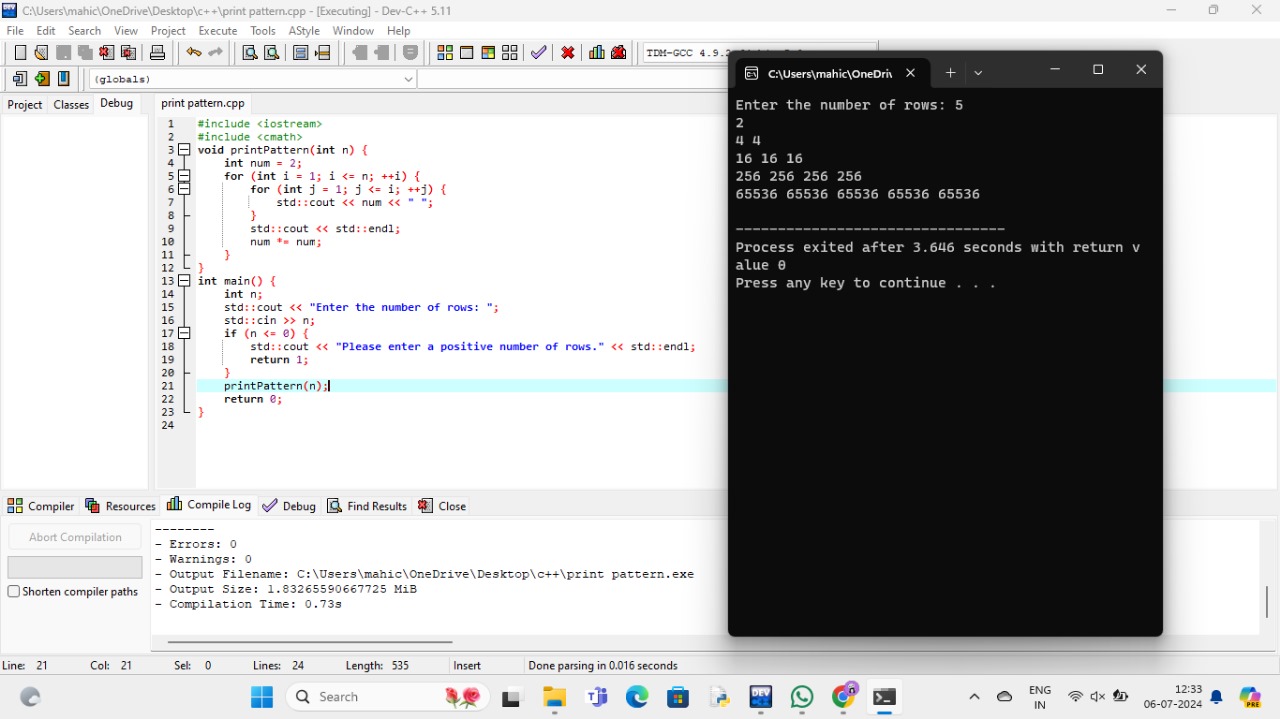 C:\Users\mahic\OneDrive\Desktop\c++\print pattern.cpp - [Executing] - Dev-C++ 5.11
File Edit Search View Project Execute Tools AStyle Window Help
TDM-GCC 4.9.2
(globals)
Project Classes Debug
print pattern.cpp
1 #include <iostream>
2 #include <cmath>
3 void printPattern(int n) {
4 int num = 2;
5 for (int i = 1; i <= n; ++i) {
6 for (int j = 1; j <= i; ++j) {
7 std::cout << num << " ";
8 }
9 std::cout << std::endl;
10 num *= num;
11 }
12 }
13 int main() {
14 int n;
15 std::cout << "Enter the number of rows: ";
16 std::cin >> n;
17 if (n <= 0) {
18 std::cout << "Please enter a positive number of rows." << std::endl;
19 return 1;
20 }
21 printPattern(n);
22 return 0;
23 }
24
C:\Users\mahic\OneDri
Enter the number of rows: 5
2
4 4
16 16 16
256 256 256 256
65536 65536 65536 65536 65536
--------------------------------
Process exited after 3.646 seconds with return v
alue 0
Press any key to continue . . .
Compiler Resources Compile Log Debug Find Results Close
Abort Compilation
Shorten compiler paths
--------
- Errors: 0
- Warnings: 0
- Output Filename: C:\Users\mahic\OneDrive\Desktop\c++\print pattern.exe
- Output Size: 1.83265590667725 MiB
- Compilation Time: 0.73s
Line: 21 Col: 21 Sel: 0 Lines: 24 Length: 535 Insert Done parsing in 0.016 seconds
Search
DEV
ENG
IN
12:33
06-07-2024
PRE